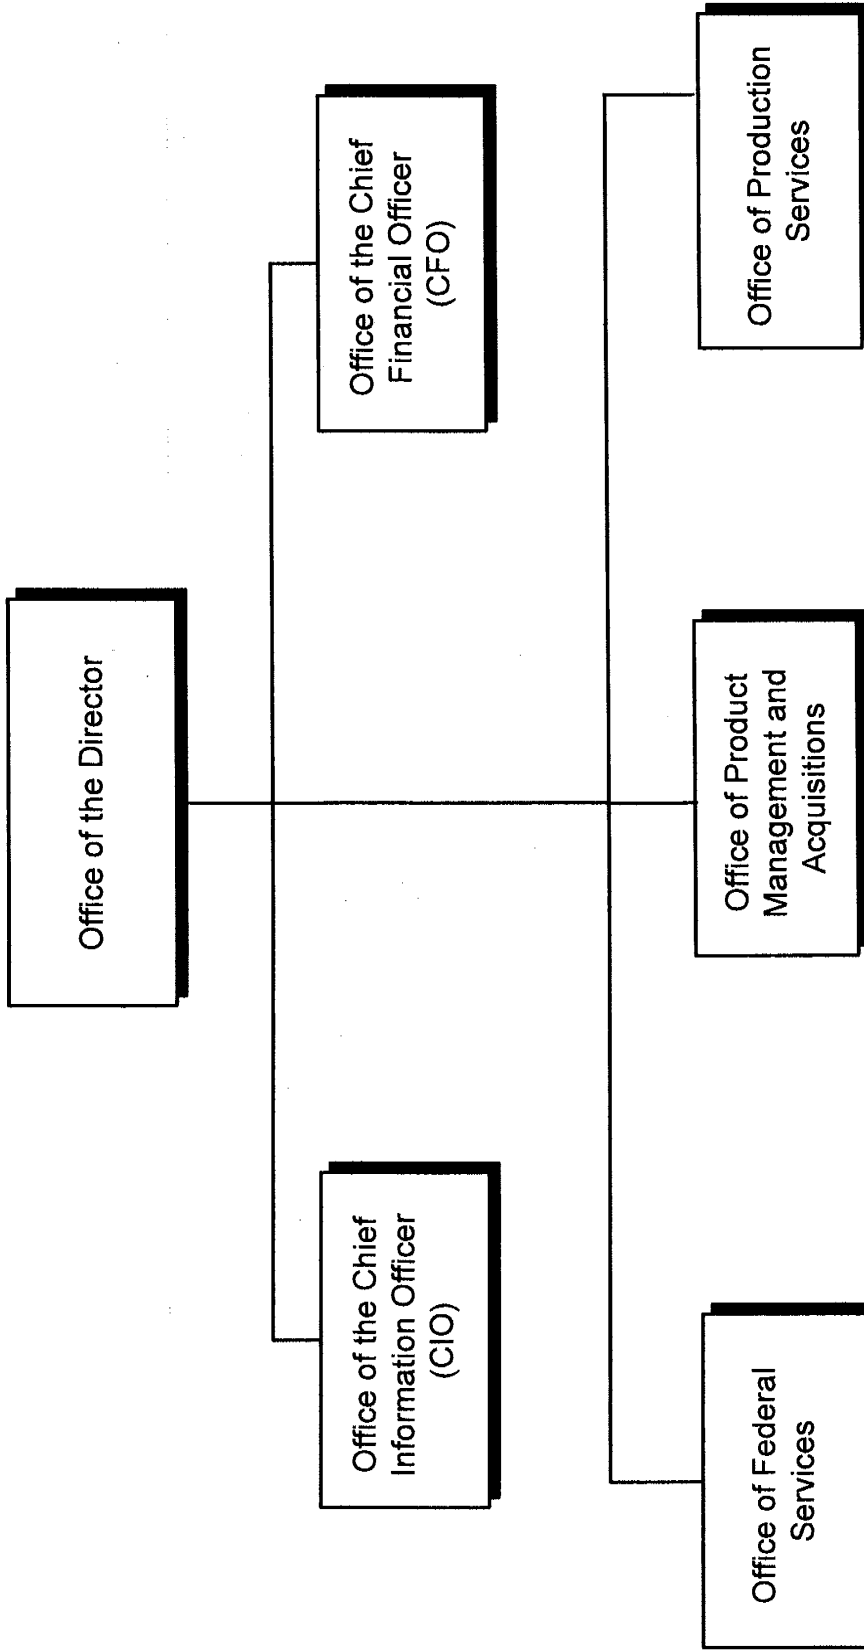 Office of the Director
Office of the Chief
Information Officer
(CIO)
Office of the Chief
Financial Officer
(CFO)
Office of Federal
Services
Office of Product
Management and
Acquisitions
Office of Production
Services